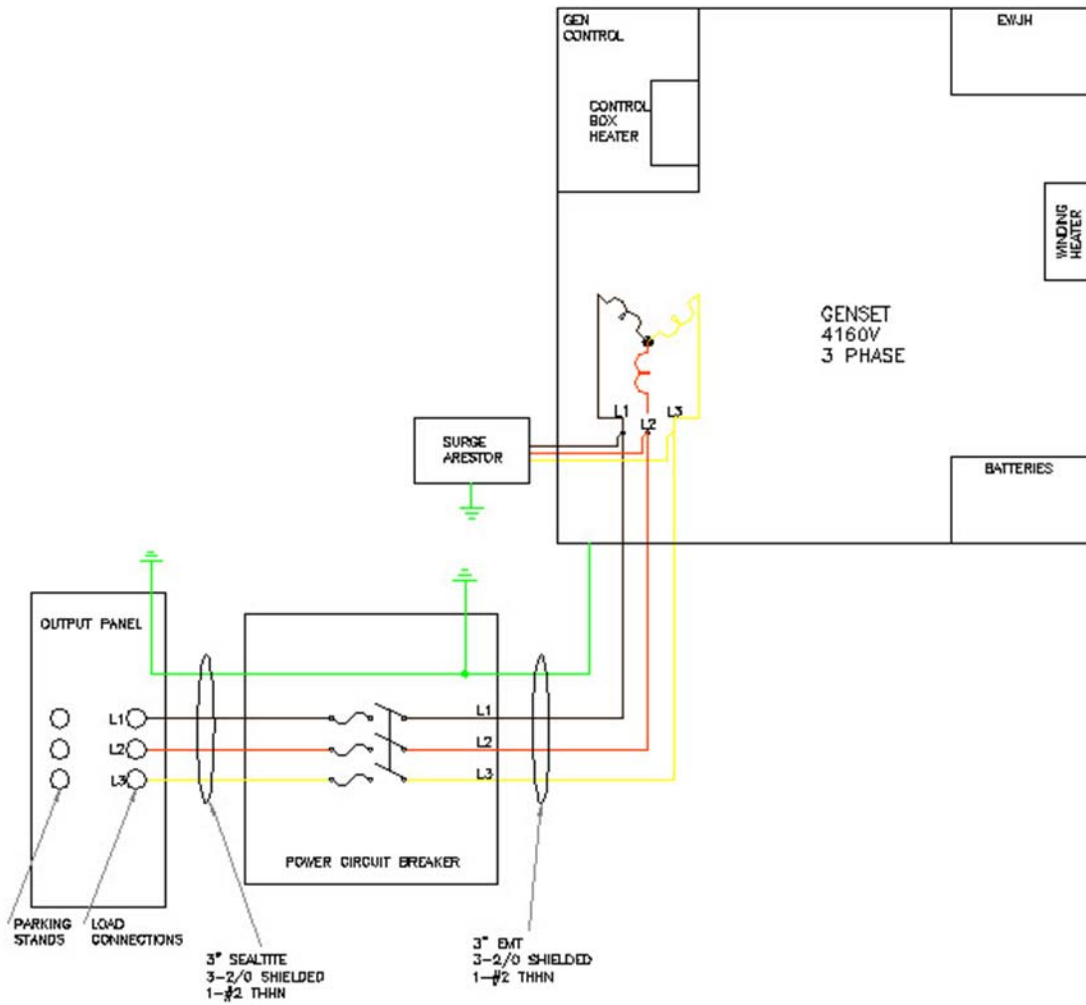 GEN
CONTROL
EWJH
CONTROL
BOX
HEATER
WINDING
HEATER
GENSET
4160V
3 PHASE
L1
L2
L3
SURGE
ARESTOR
BATTERIES
OUTPUT PANEL
L1
L2
L3
L1
L2
L3
POWER CIRCUIT BREAKER
PARKING
STANDS
LOAD
CONNECTIONS
3" SEALTITE
3-2/0 SHIELDED
1-#2 THHN
3" EMT
3-2/0 SHIELDED
1-#2 THHN